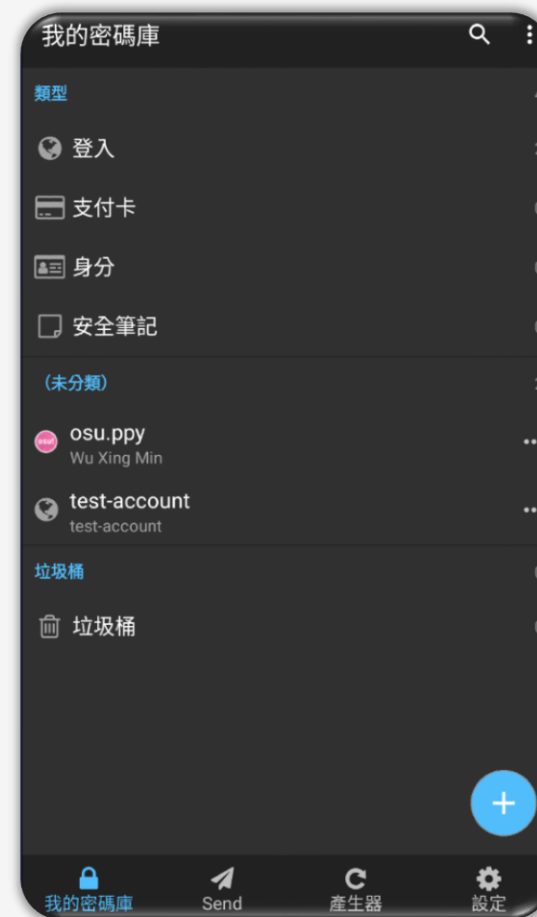 我的密碼庫
類型
登入
支付卡
身分
安全筆記
(未分類)
osu!
osu.ppy
Wu Xing Min
test-account
test-account
垃圾桶
垃圾桶
我的密碼庫
Send
產生器
設定